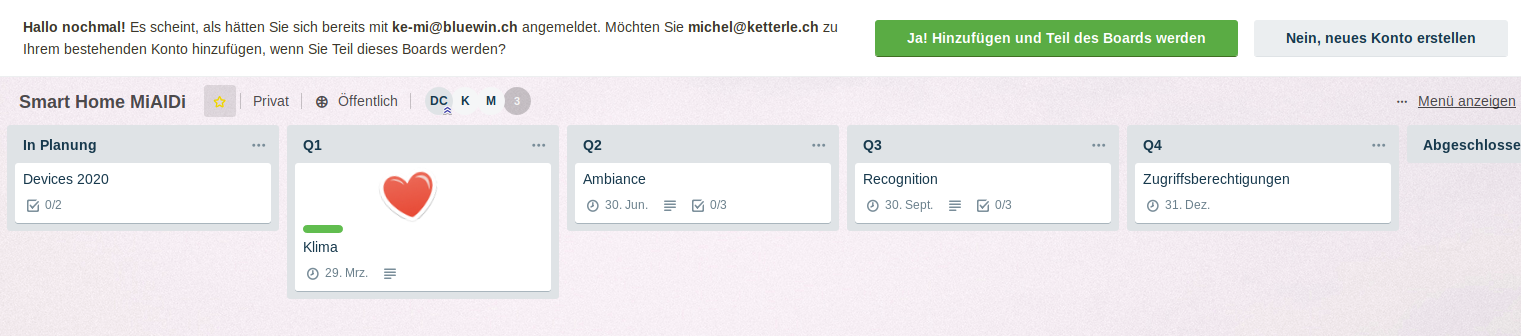 Hallo nochmal! Es scheint, als hätten Sie sich bereits mit ke-mi@bluewin.ch angemeldet. Möchten Sie michel@ketterle.ch zu
Ihrem bestehenden Konto hinzufügen, wenn Sie Teil dieses Boards werden?
Ja! Hinzufügen und Teil des Boards werden
Nein, neues Konto erstellen
Smart Home MiAlDi
Privat
Öffentlich
DC K M 3
··· Menü anzeigen
In Planung
Devices 2020
0/2
Q1
Klima
29. Mrz.
Q2
Ambiance
30. Jun. 0/3
Q3
Recognition
30. Sept. 0/3
Q4
Zugriffsberechtigungen
31. Dez.
Abgeschlosse